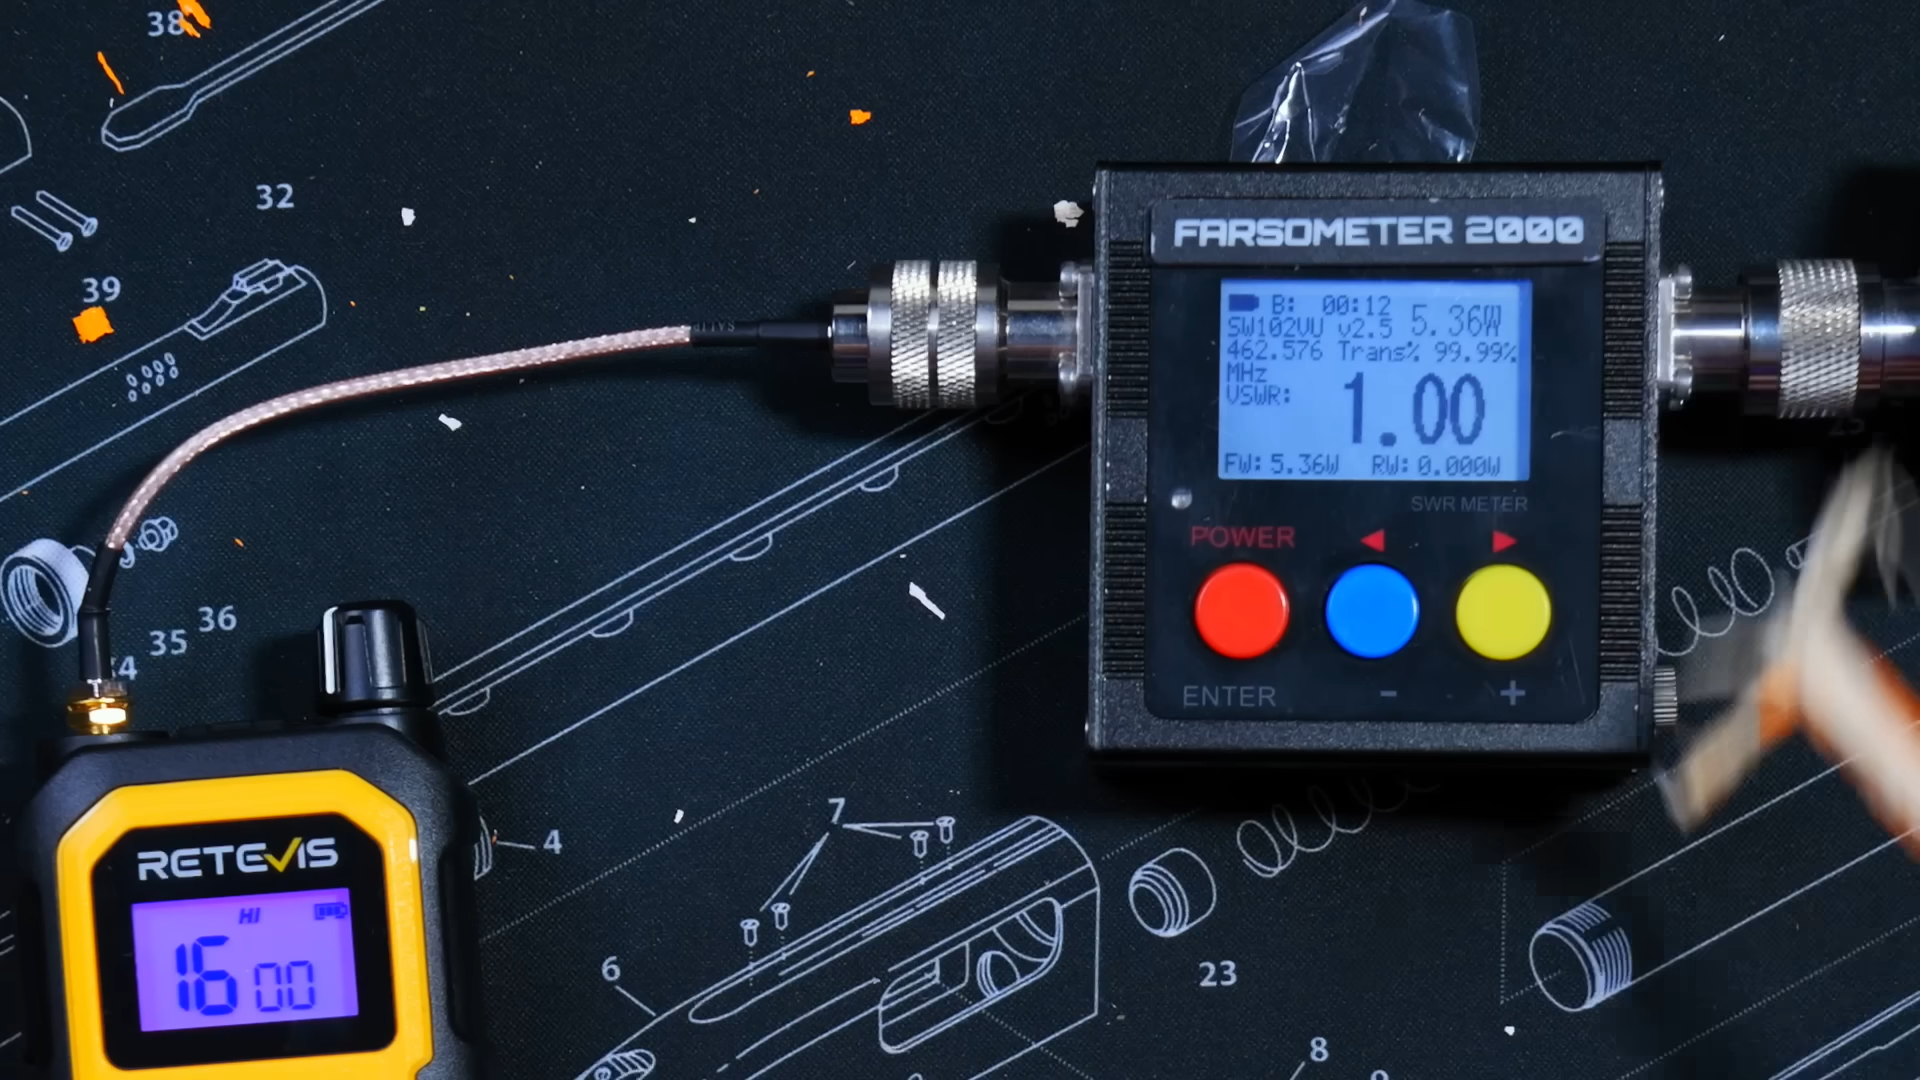 38
32
39
FARSOMETER 2000
B: 00:12
SW102VU v2.5 5.36W
462.576 Trans% 99.99%
MHz
VSWR: 1.00
FW: 5.36W RW: 0.000W
SWR METER
POWER ◀ ▶
ENTER - +
36
35
RETEVIS
HI
16 00
7
4
6
23
8